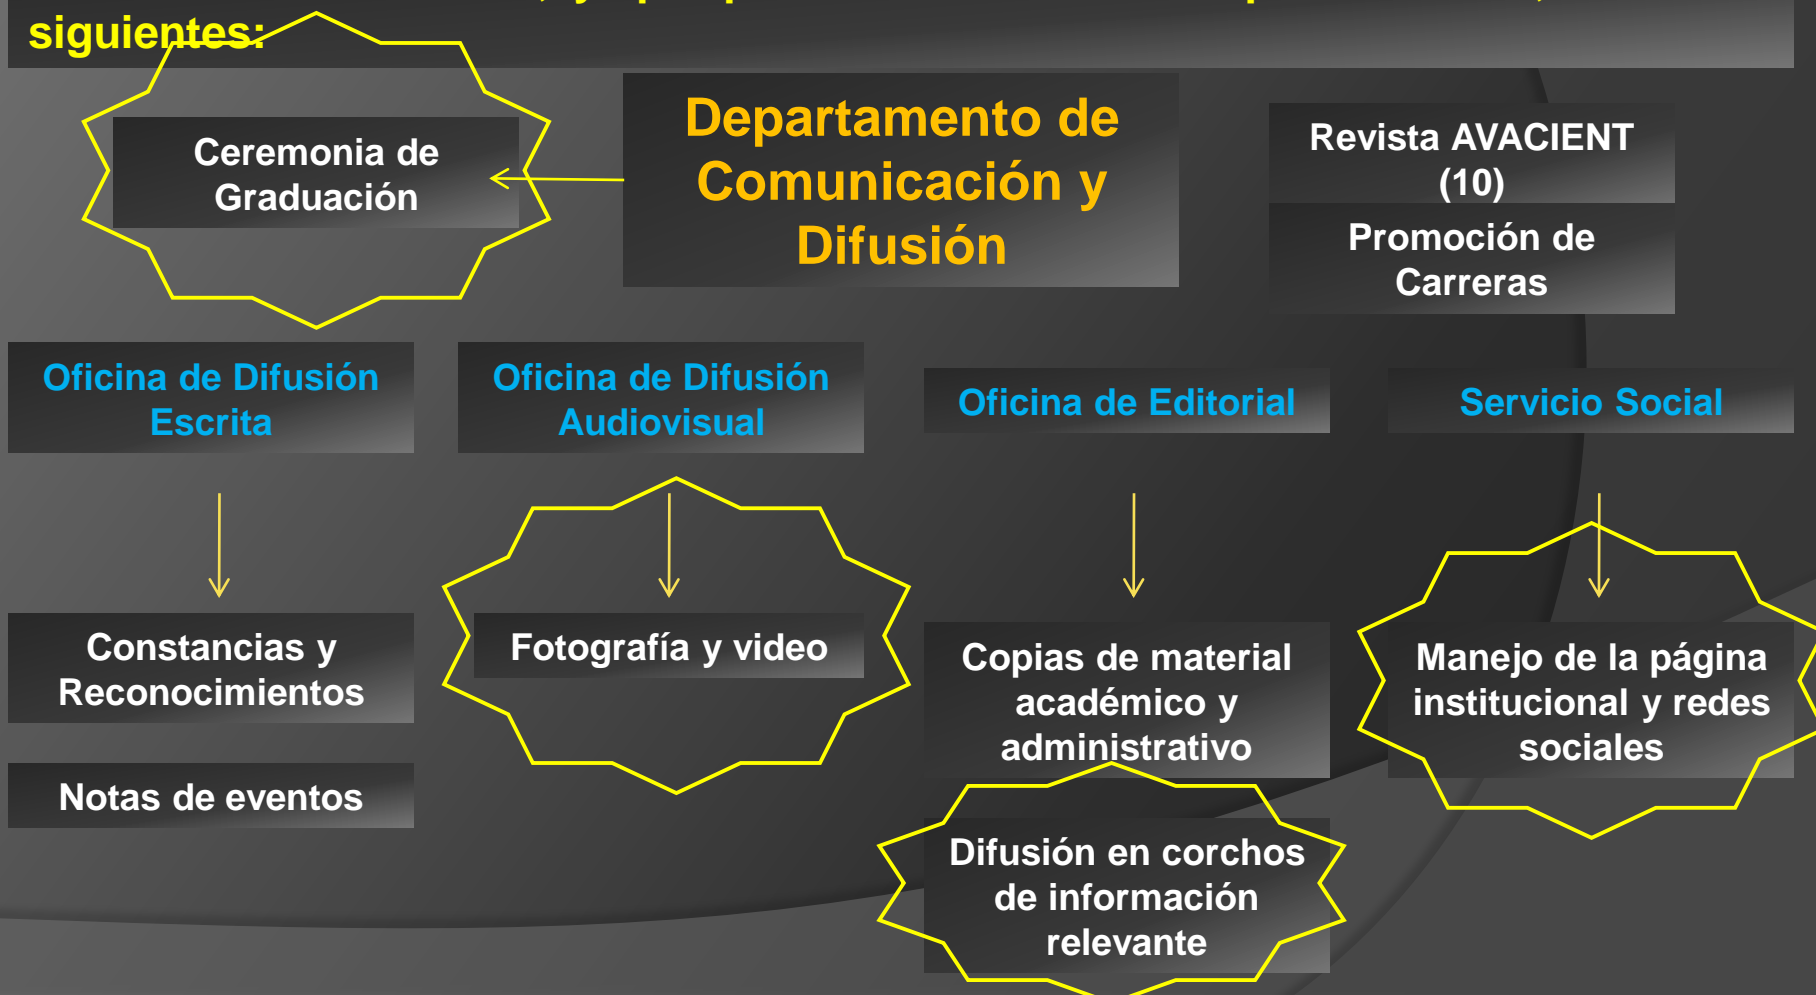 siguientes:
Ceremonia de
Graduación
Departamento de
Comunicación y
Difusión
Revista AVACIENT
(10)
Promoción de
Carreras
Oficina de Difusión
Escrita
Oficina de Difusión
Audiovisual
Oficina de Editorial
Servicio Social
Constancias y
Reconocimientos
Notas de eventos
Fotografía y video
Copias de material
académico y
administrativo
Difusión en corchos
de información
relevante
Manejo de la página
institucional y redes
sociales